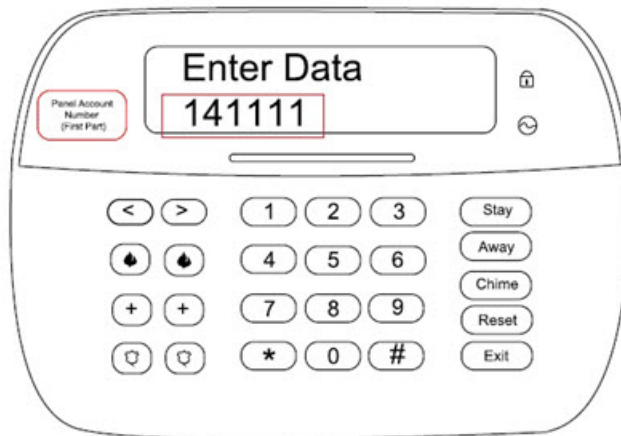 Enter Data
141111
Panel Account
Number
(First Part)
< > 1 2 3 Stay
4 5 6 Away
Chime
+ + 7 8 9 Reset
* 0 # Exit